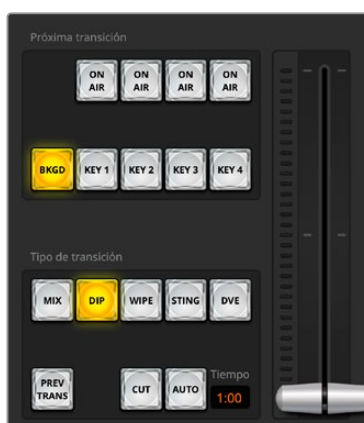 Próxima transición
ON AIR ON AIR ON AIR ON AIR
BKGD KEY 1 KEY 2 KEY 3 KEY 4
Tipo de transición
MIX DIP WIPE STING DVE
Tiempo
PREV TRANS CUT AUTO 1:00